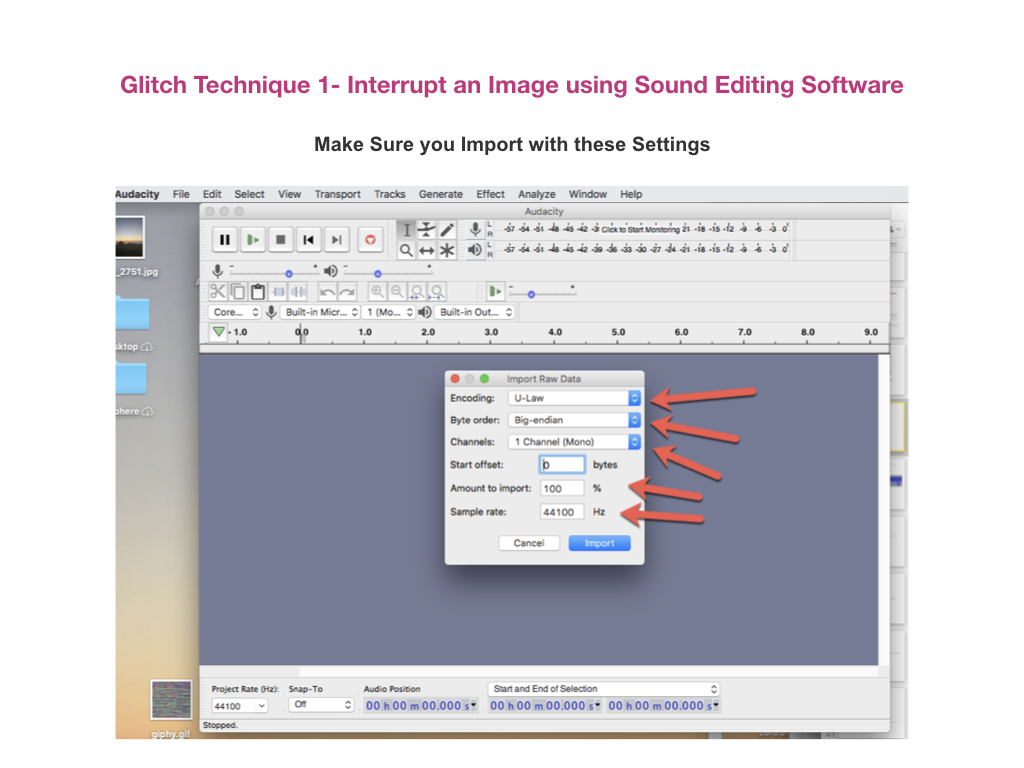 Glitch Technique 1- Interrupt an Image using Sound Editing Software
Make Sure you Import with these Settings
Audacity File Edit Select View Transport Tracks Generate Effect Analyze Window Help
Audacity
L
R
-57 -54 -51 -48 -45 -42 -3 Click to Start Monitoring 21 -18 -15 -12 -9 -6 -3 0
L
R
-57 -54 -51 -48 -45 -42 -39 -36 -33 -30 -27 -24 -21 -18 -15 -12 -9 -6 -3 0
_2751.jpg
Core... Built-in Micr... 1 (Mo... Built-in Out...
- 1.0 0.0 1.0 2.0 3.0 4.0 5.0 6.0 7.0 8.0 9.0
sktop
Import Raw Data
Encoding: U-Law
Byte order: Big-endian
Channels: 1 Channel (Mono)
Start offset: 0 bytes
Amount to import: 100 %
Sample rate: 44100 Hz
Cancel Import
phere
Project Rate (Hz): Snap-To Audio Position Start and End of Selection
44100 Off 00 h 00 m 00.000 s 00 h 00 m 00.000 s 00 h 00 m 00.000 s
Stopped.
giphy.gif